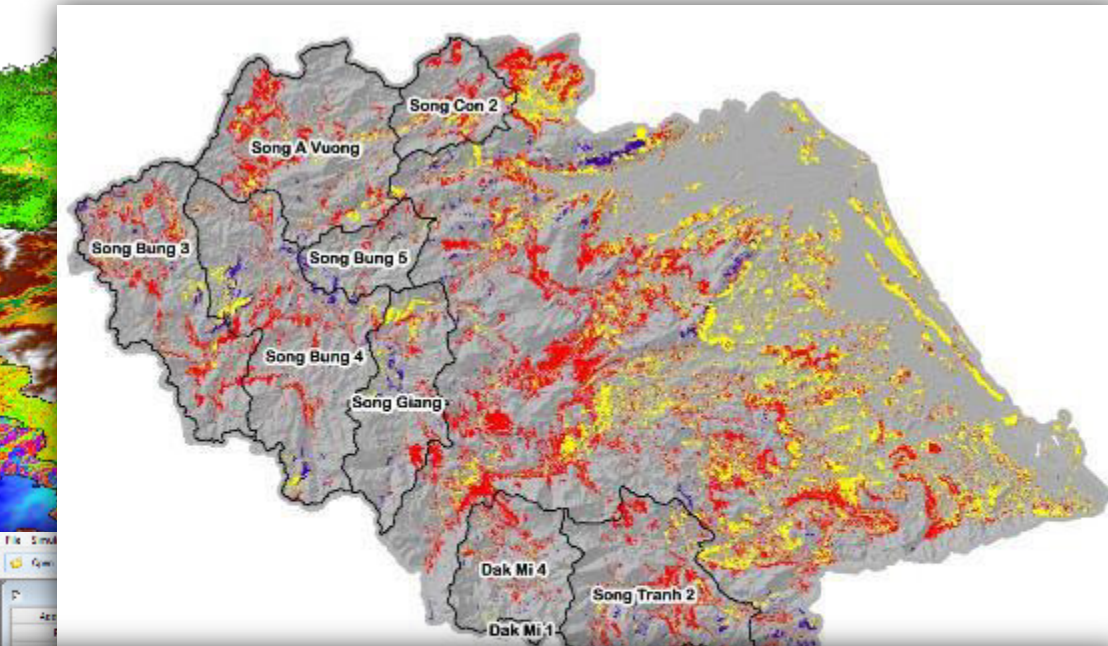 Song Con 2
Song A Vuong
Song Bung 3
Song Bung 5
Song Bung 4
Song Giang
Dak Mi 4
Song Tranh 2
Dak Mi 1
File
Open